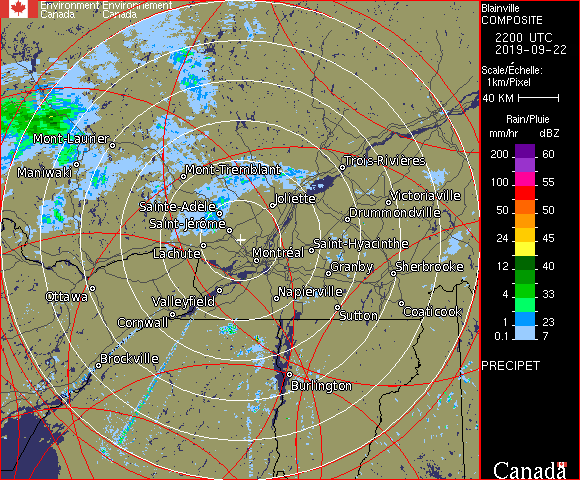 Environment Environnement
Canada Canada
Blainville
COMPOSITE
2200 UTC
2019-09-22
Scale/Échelle:
1km/Pixel
40 KM
Rain/Pluie
mm/hr dBZ
200 60
100 55
50 50
24 45
12 40
4 33
1 23
0.1 7
PRECIPET
Canada
Mont-Laurier
Maniwaki
Mont-Tremblant
Trois-Rivières
Sainte-Adèle
Joliette
Victoriaville
Saint-Jérôme
Drummondville
Lachute
Montréal
Saint-Hyacinthe
Granby
Sherbrooke
Ottawa
Valleyfield
Napierville
Cornwall
Sutton
Coaticook
Brockville
Burlington